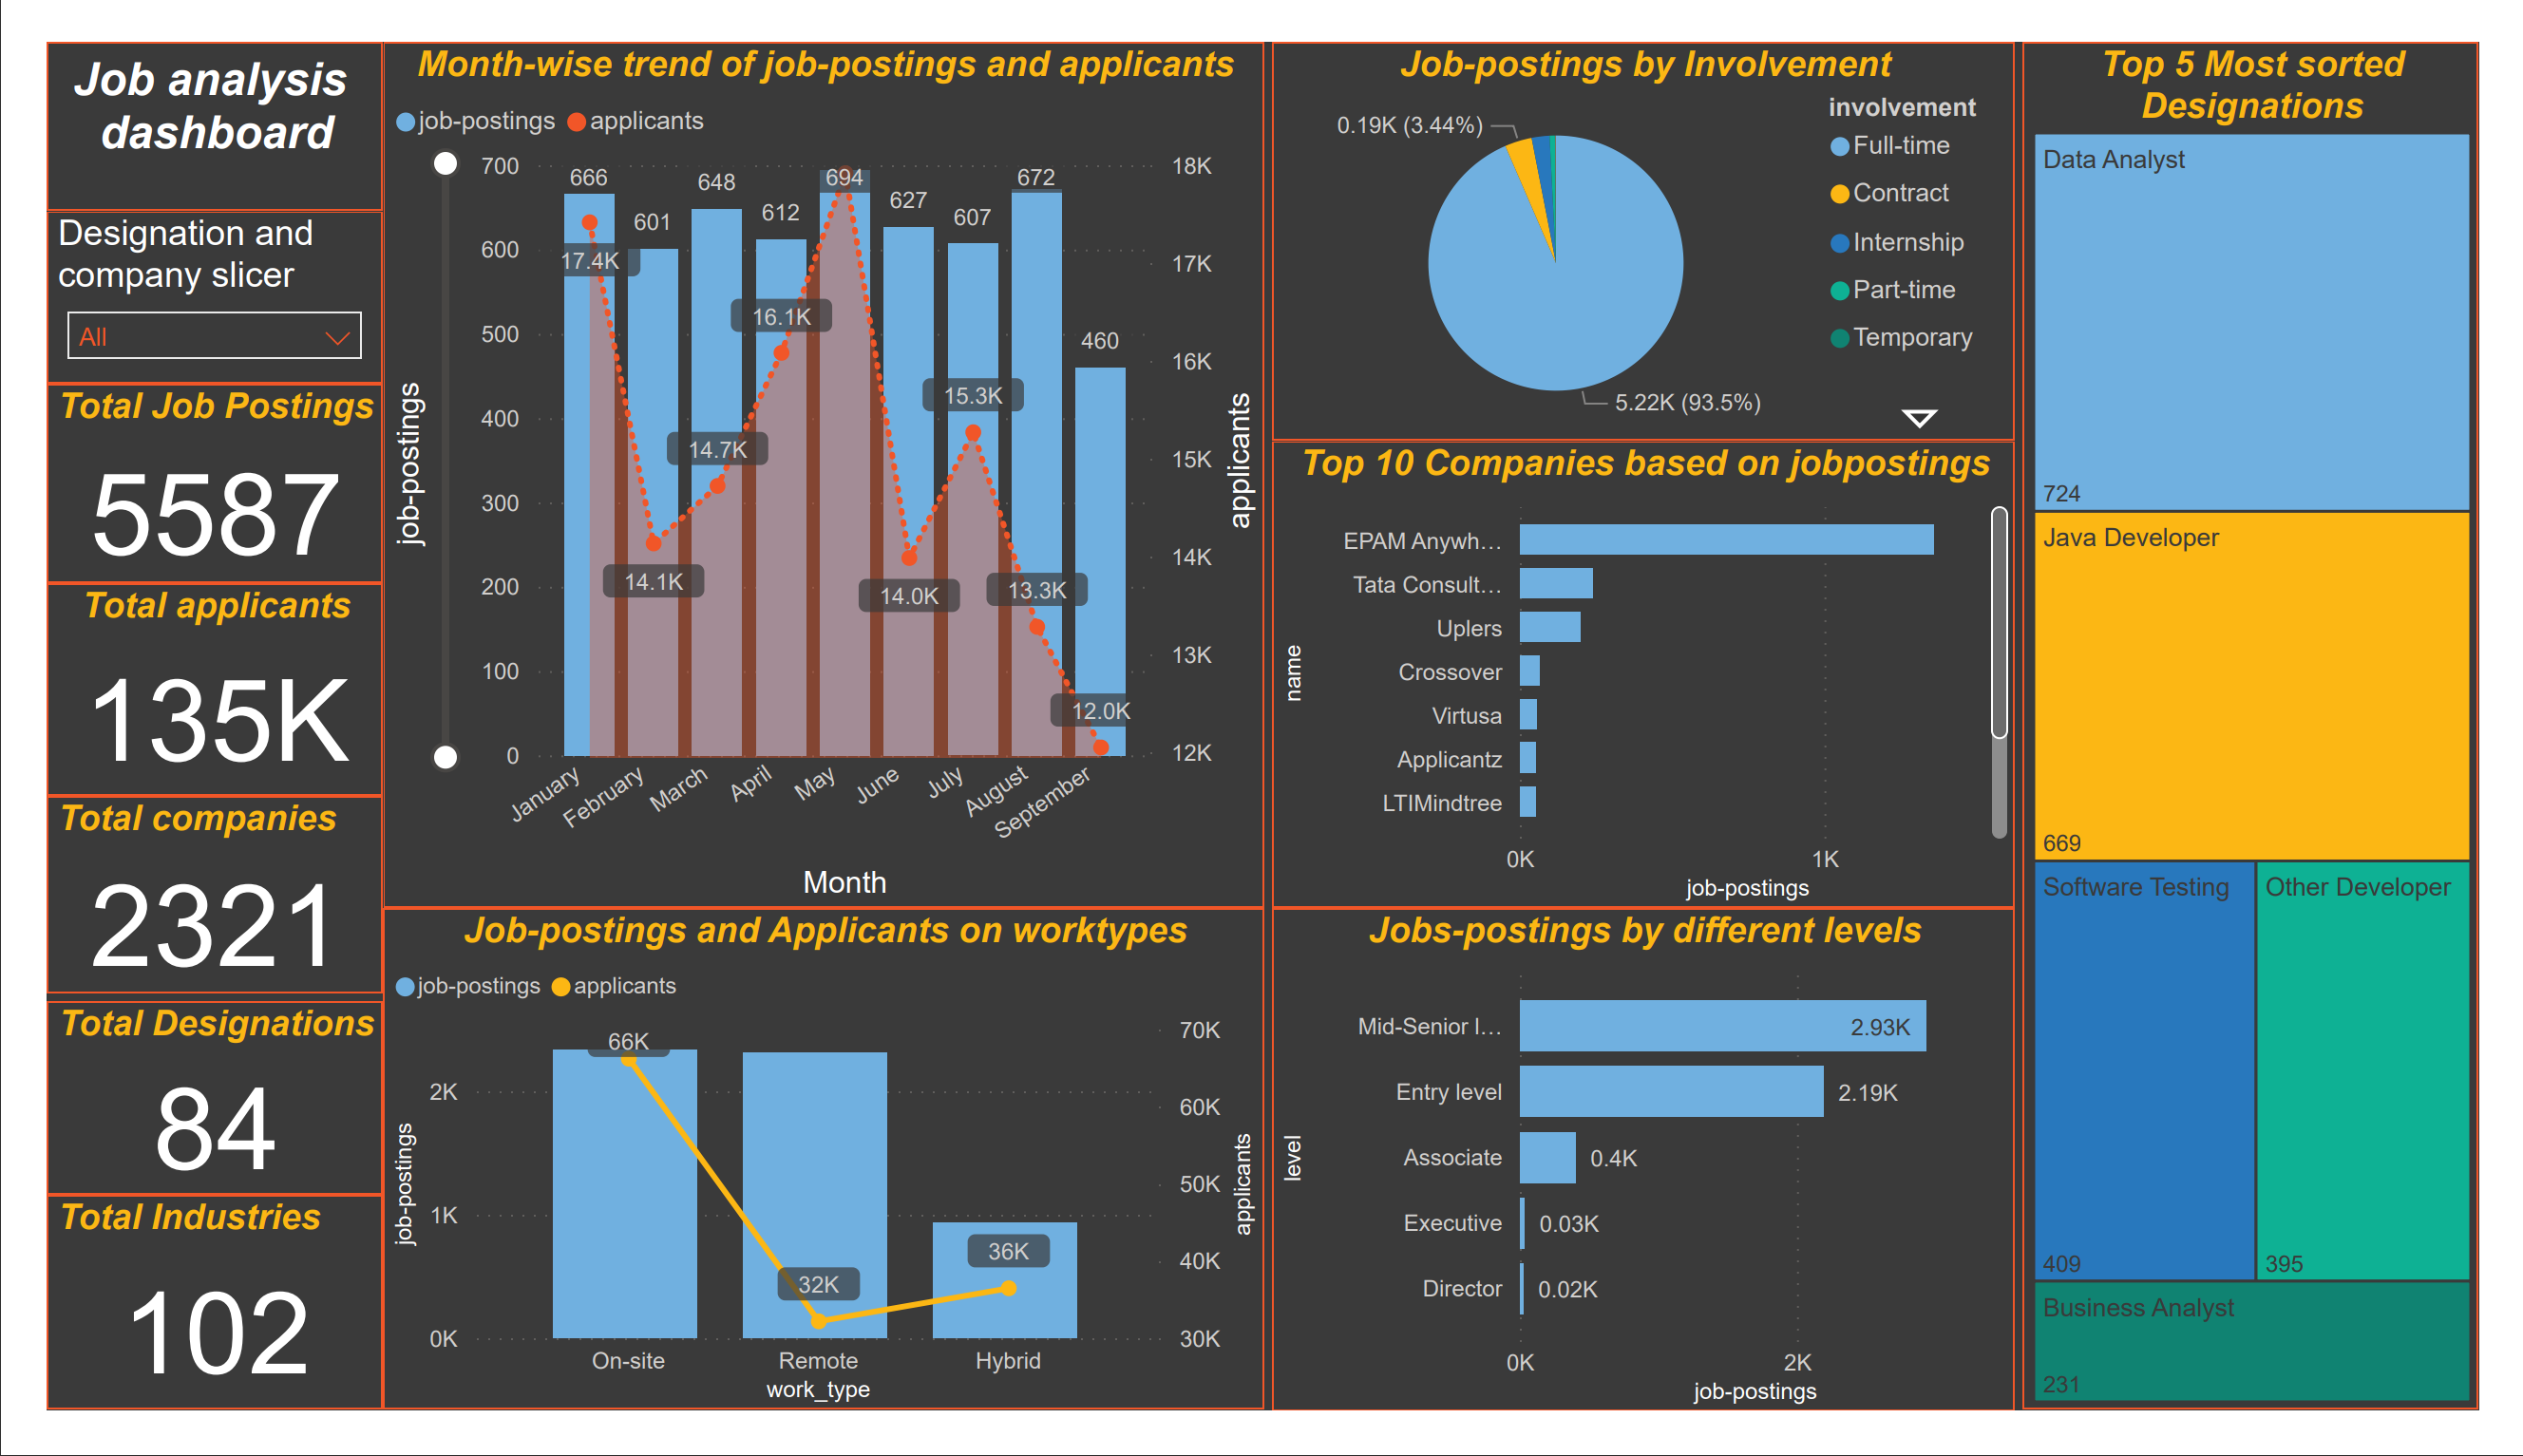 Job analysis
dashboard
Designation and
company slicer
All
Total Job Postings
5587
Total applicants
135K
Total companies
2321
Total Designations
84
Total Industries
102
Month-wise trend of job-postings and applicants
job-postings applicants
700
600
500
400
300
200
100
0
job-postings
666
601
648
612
694
627
607
672
460
17.4K
14.1K
14.7K
16.1K
14.0K
15.3K
13.3K
12.0K
18K
17K
16K
15K
14K
13K
12K
applicants
January
February
March
April
May
June
July
August
September
Month
Job-postings and Applicants on worktypes
job-postings applicants
2K
1K
0K
job-postings
66K
32K
36K
70K
60K
50K
40K
30K
applicants
On-site
Remote
Hybrid
work_type
Job-postings by Involvement
0.19K (3.44%)
5.22K (93.5%)
involvement
Full-time
Contract
Internship
Part-time
Temporary
Top 10 Companies based on jobpostings
name
EPAM Anywh...
Tata Consult...
Uplers
Crossover
Virtusa
Applicantz
LTIMindtree
0K
1K
job-postings
Jobs-postings by different levels
level
Mid-Senior l... 2.93K
Entry level 2.19K
Associate 0.4K
Executive 0.03K
Director 0.02K
0K
2K
job-postings
Top 5 Most sorted
Designations
Data Analyst
724
Java Developer
669
Software Testing
409
Other Developer
395
Business Analyst
231